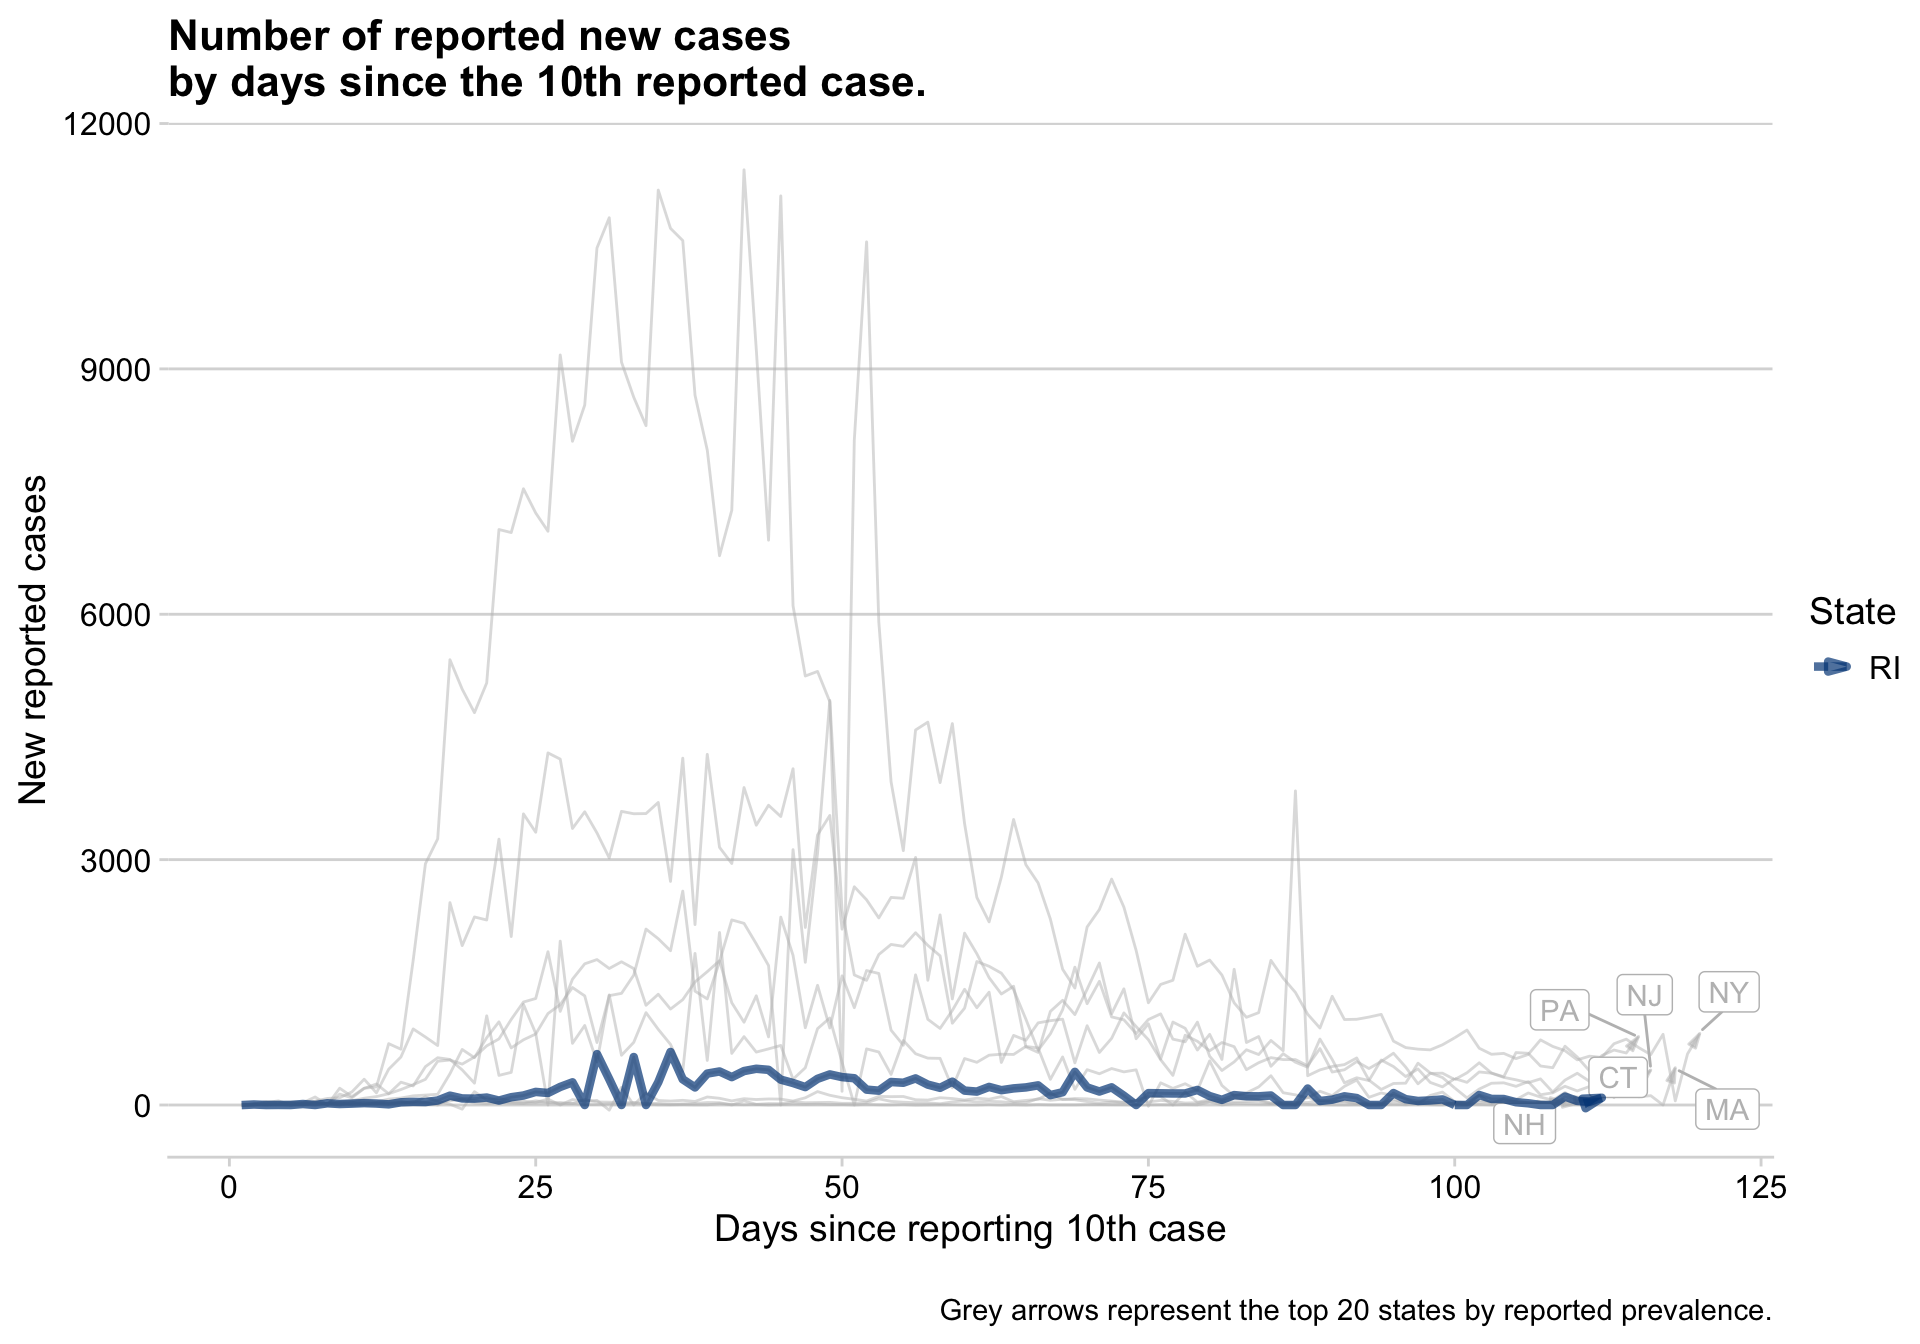 Number of reported new cases
by days since the 10th reported case.
12000
9000
6000
3000
0
New reported cases
PA
NJ
NY
CT
MA
NH
State
RI
0
25
50
75
100
125
Days since reporting 10th case
Grey arrows represent the top 20 states by reported prevalence.